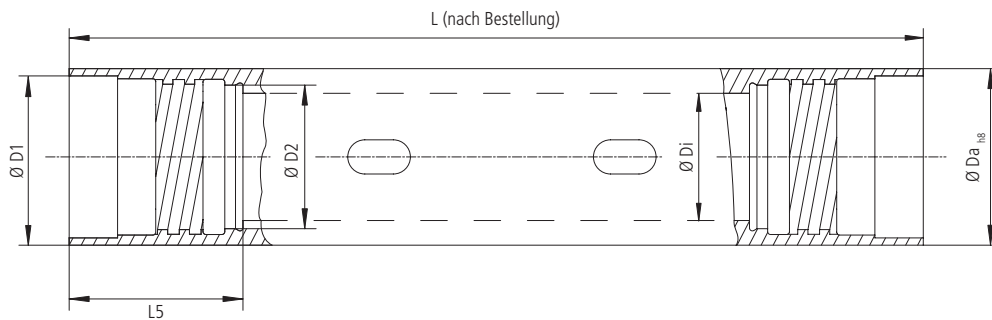 L (nach Bestellung)
Ø D1
Ø D2
Ø Di
Ø Da h8
L5